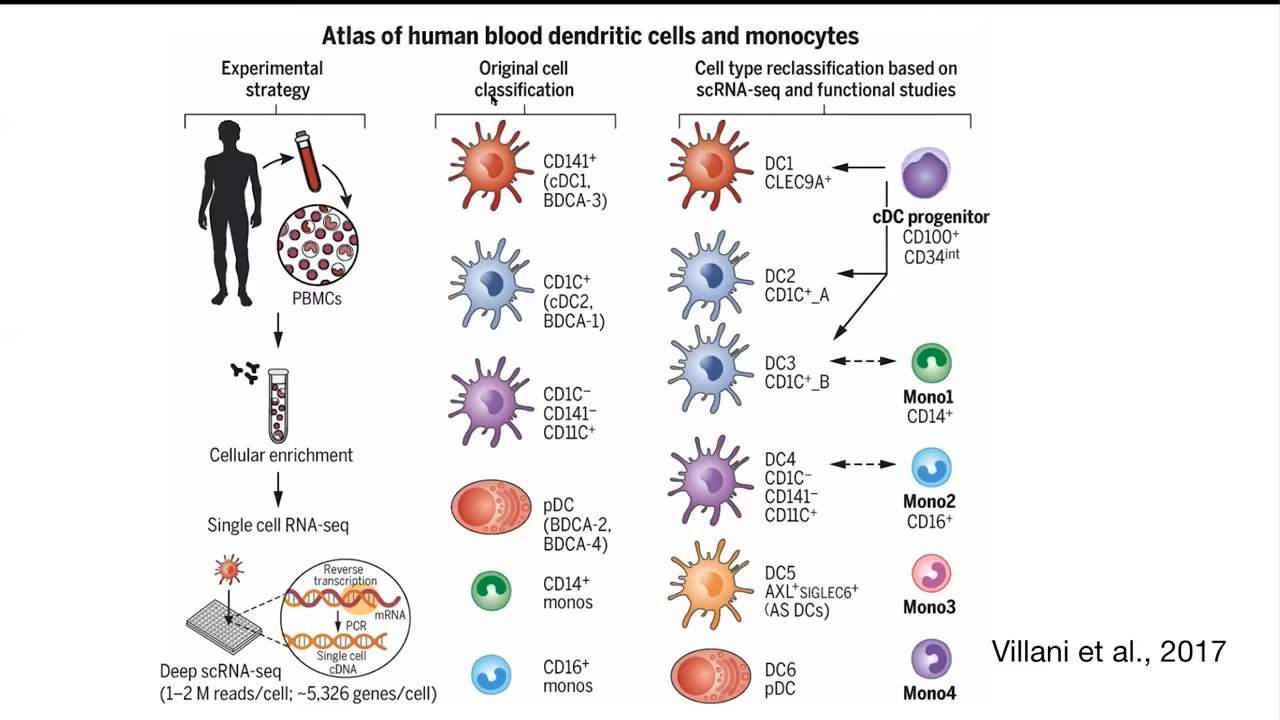 Atlas of human blood dendritic cells and monocytes
Experimental
strategy
PBMCs
Cellular enrichment
Single cell RNA-seq
Reverse
transcription
mRNA
PCR
Single cell
cDNA
Deep scRNA-seq
(1–2 M reads/cell; ~5,326 genes/cell)
Original cell
classification
CD141⁺
(cDC1,
BDCA-3)
CD1C⁺
(cDC2,
BDCA-1)
CD1C⁻
CD141⁻
CD11C⁺
pDC
(BDCA-2,
BDCA-4)
CD14⁺
monos
CD16⁺
monos
Cell type reclassification based on
scRNA-seq and functional studies
DC1
CLEC9A⁺
cDC progenitor
CD100⁺
CD34ⁱⁿᵗ
DC2
CD1C⁺_A
DC3
CD1C⁺_B
Mono1
CD14⁺
DC4
CD1C⁻
CD141⁻
CD11C⁺
Mono2
CD16⁺
DC5
AXL⁺SIGLEC6⁺
(AS DCs)
Mono3
DC6
pDC
Mono4
Villani et al., 2017